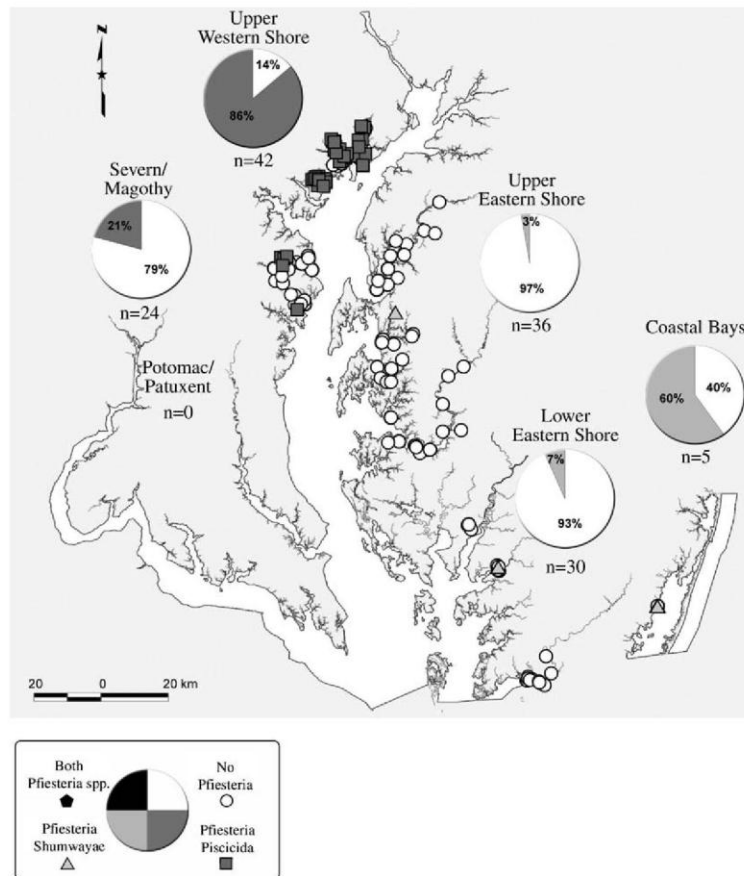 Upper
Western Shore
14%
86%
n=42
Severn/
Magothy
21%
79%
n=24
Upper
Eastern Shore
3%
97%
n=36
Coastal Bays
60%
40%
n=5
Potomac/
Patuxent
n=0
Lower
Eastern Shore
7%
93%
n=30
20 0 20 km
Both
Pfiesteria spp.
No
Pfiesteria
Pfiesteria
Shumwayae
Pfiesteria
Piscicida